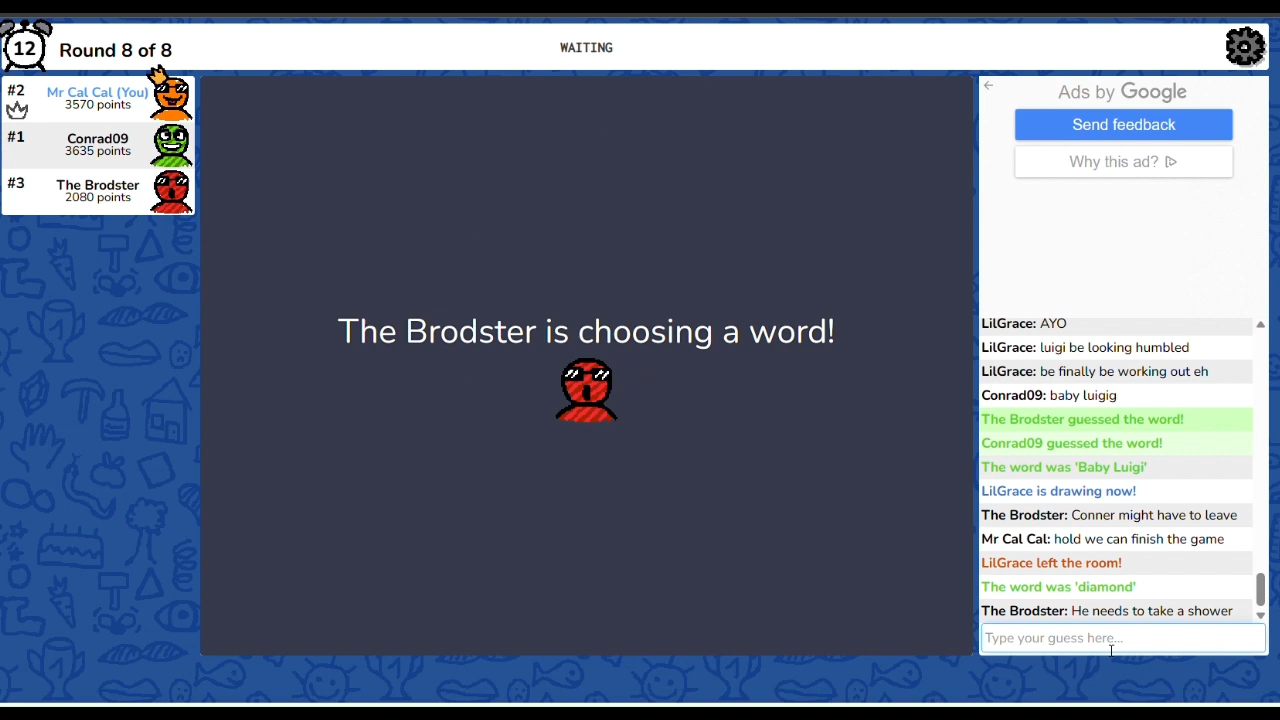 12
Round 8 of 8
WAITING
#2
Mr Cal Cal (You)
3570 points
#1
Conrad09
3635 points
#3
The Brodster
2080 points
The Brodster is choosing a word!
Ads by Google
Send feedback
Why this ad?
LilGrace: AYO
LilGrace: luigi be looking humbled
LilGrace: be finally be working out eh
Conrad09: baby luigig
The Brodster guessed the word!
Conrad09 guessed the word!
The word was 'Baby Luigi'
LilGrace is drawing now!
The Brodster: Conner might have to leave
Mr Cal Cal: hold we can finish the game
LilGrace left the room!
The word was 'diamond'
The Brodster: He needs to take a shower
Type your guess here...